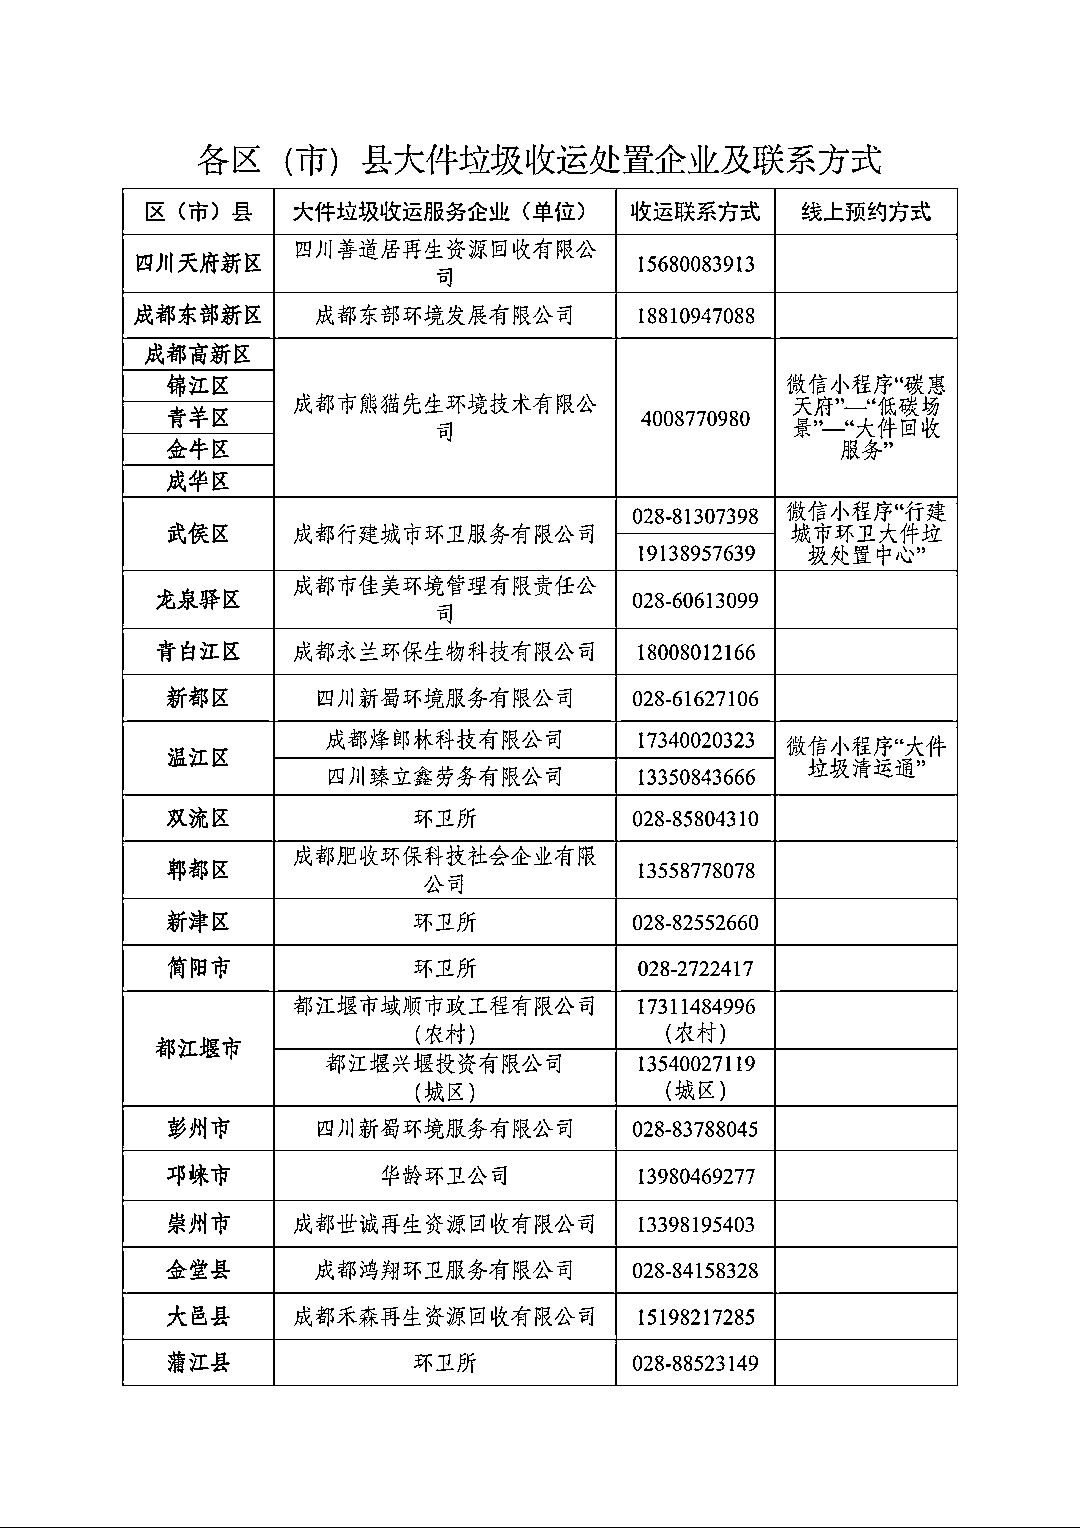 各区（市）县大件垃圾收运处置企业及联系方式
区（市）县 大件垃圾收运服务企业（单位） 收运联系方式 线上预约方式
四川天府新区 四川善道居再生资源回收有限公
司 15680083913
成都东部新区 成都东部环境发展有限公司 18810947088
成都高新区
锦江区
青羊区
金牛区
成华区
成都市熊猫先生环境技术有限公
司
4008770980
微信小程序“碳惠
天府”—“低碳场
景”—“大件回收
服务”
武侯区 成都行建城市环卫服务有限公司
028-81307398
19138957639
微信小程序“行建
城市环卫大件垃
圾处置中心”
龙泉驿区 成都市佳美环境管理有限责任公
司 028-60613099
青白江区 成都永兰环保生物科技有限公司 18008012166
新都区 四川新蜀环境服务有限公司 028-61627106
温江区
成都烽郎林科技有限公司 17340020323
四川臻立鑫劳务有限公司 13350843666
微信小程序“大件
垃圾清运通”
双流区 环卫所 028-85804310
郫都区 成都肥收环保科技社会企业有限
公司 13558778078
新津区 环卫所 028-82552660
简阳市 环卫所 028-2722417
都江堰市
都江堰市域顺市政工程有限公司
（农村）
17311484996
（农村）
都江堰兴堰投资有限公司
（城区）
13540027119
（城区）
彭州市 四川新蜀环境服务有限公司 028-83788045
邛崃市 华龄环卫公司 13980469277
崇州市 成都世诚再生资源回收有限公司 13398195403
金堂县 成都鸿翔环卫服务有限公司 028-84158328
大邑县 成都禾森再生资源回收有限公司 15198217285
蒲江县 环卫所 028-88523149